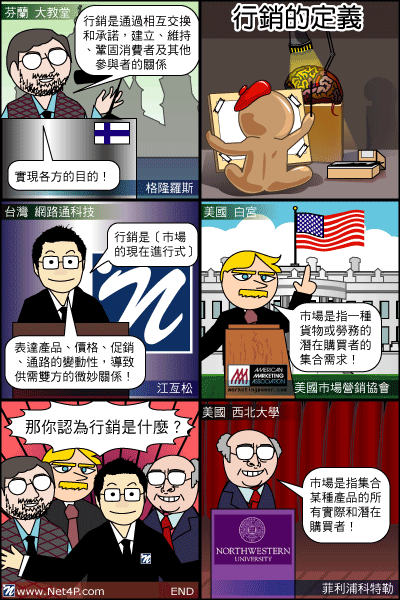 芬蘭 大教堂
行銷是通過相互交換
和承諾，建立、維持
、鞏固消費者及其他
參與者的關係
實現各方的目的！
格隆羅斯
行銷的定義
台灣 網路通科技
行銷是〔市場
的現在進行式〕
表達產品、價格、促銷
、通路的變動性，導致
供需雙方的微妙關係！
江亙松
美國 白宮
市場是指一種
貨物或勞務的
潛在購買者的
集合需求！
AMERICAN
MARKETING
ASSOCIATION
marketingpower.com
美國市場營銷協會
那你認為行銷是什麼？
www.Net4P.com
END
美國 西北大學
市場是指集合
某種產品的所
有實際和潛在
購買者！
NORTHWESTERN
UNIVERSITY
菲利浦科特勒